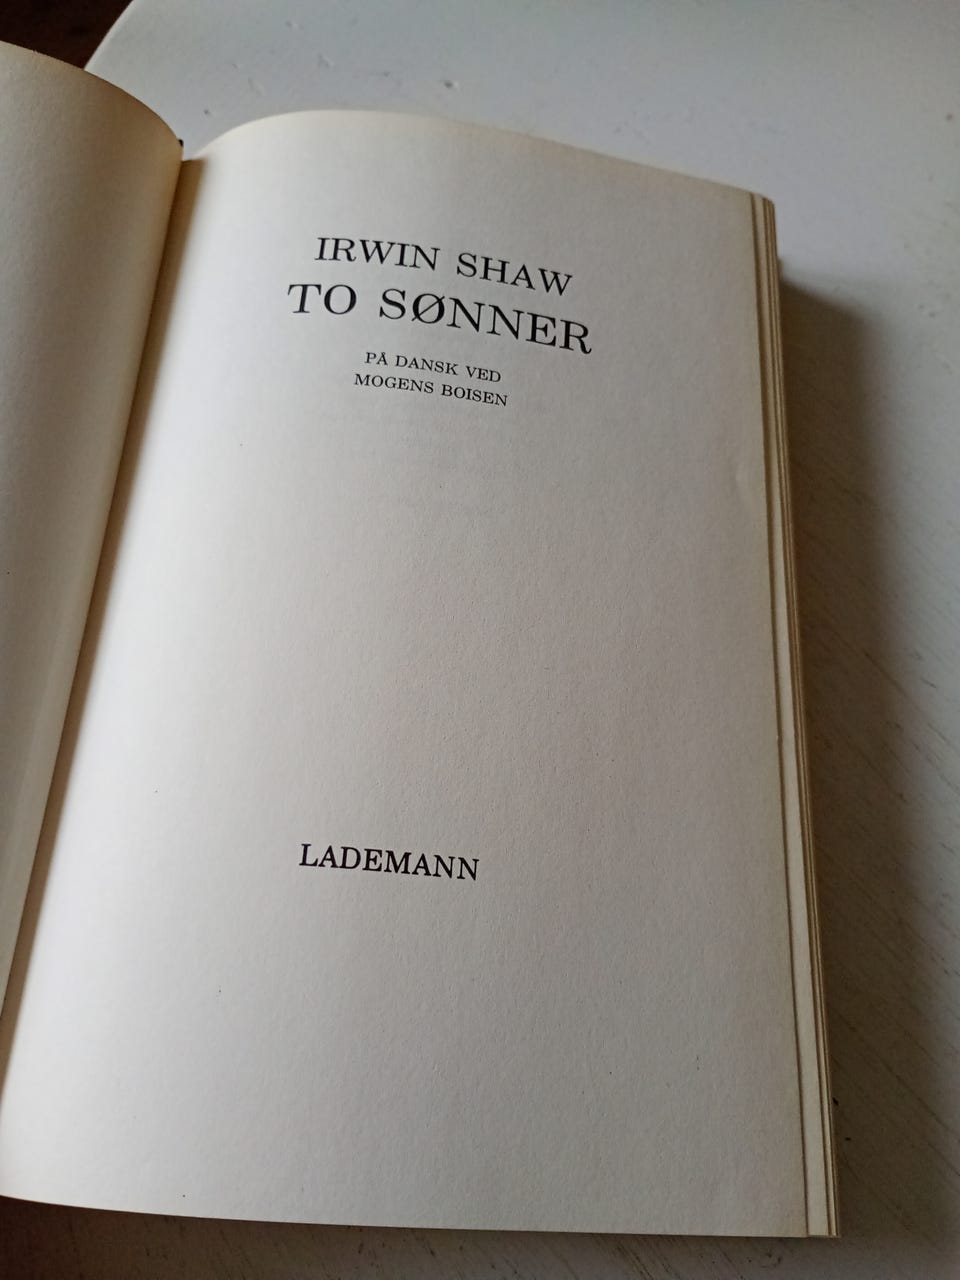 IRWIN SHAW
TO SØNNER
PÅ DANSK VED
MOGENS BOISEN
LADEMANN